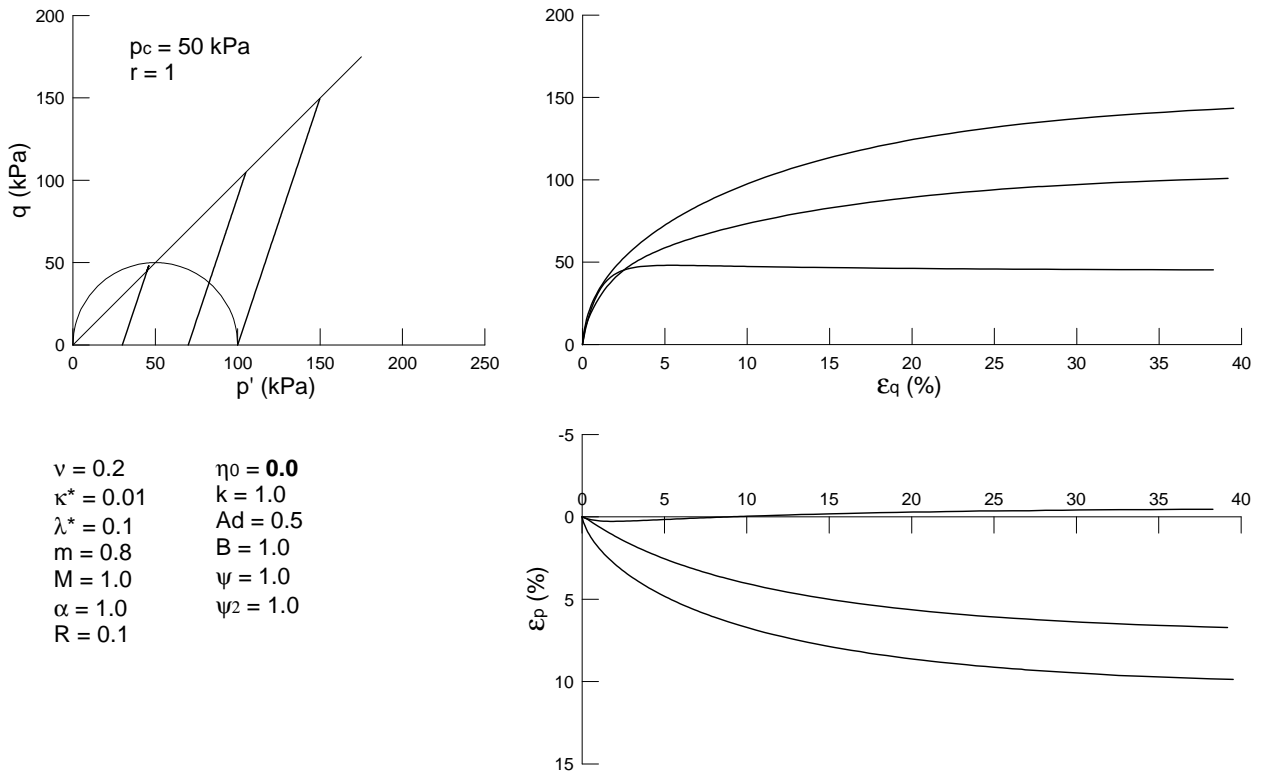 200
150
100
50
0
q (kPa)
pc = 50 kPa
r = 1
0 50 100 150 200 250
p' (kPa)
200
150
100
50
0
0 5 10 15 20 25 30 35 40
εq (%)
ν = 0.2
κ* = 0.01
λ* = 0.1
m = 0.8
M = 1.0
α = 1.0
R = 0.1
η0 = 0.0
k = 1.0
Ad = 0.5
B = 1.0
ψ = 1.0
ψ2 = 1.0
-5
0
5
10
15
εp (%)
0 5 10 15 20 25 30 35 40